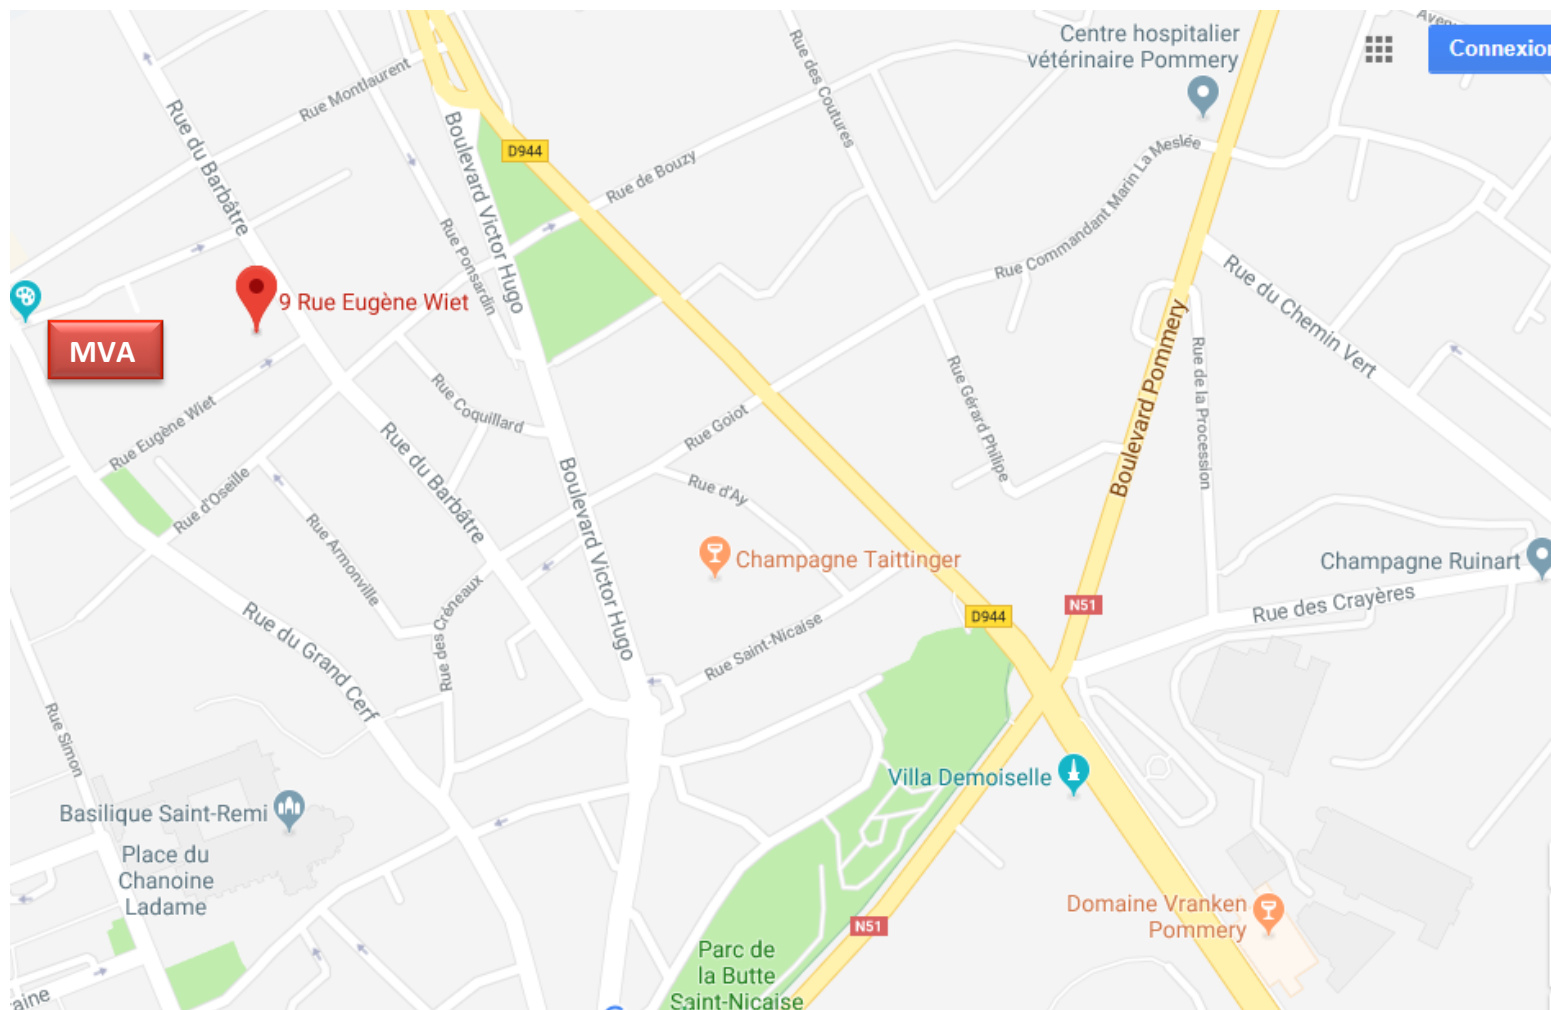 Centre hospitalier
vétérinaire Pommery
Connexion
Rue Montlaurent
Rue du Barbâtre
Boulevard Victor Hugo
D944
Rue des Coutures
Rue de Bouzy
Rue Commandant Marin La Meslée
Rue Ponsardin
9 Rue Eugène Wiet
MVA
Rue du Chemin Vert
Boulevard Pommery
Rue de la Procession
Rue Gérard Philipe
Rue Coquillard
Rue Goiot
Rue Eugène Wiet
Rue du Barbâtre
Rue d'Oseille
Rue d'Ay
Boulevard Victor Hugo
Rue Armonville
Champagne Taittinger
Champagne Ruinart
Rue des Créneaux
Rue du Grand Cerf
Rue Saint-Nicaise
D944
N51
Rue des Crayères
Rue Simon
Villa Demoiselle
Basilique Saint-Remi
Place du
Chanoine
Ladame
Domaine Vranken
Pommery
N51
Parc de
la Butte
Saint-Nicaise
aine